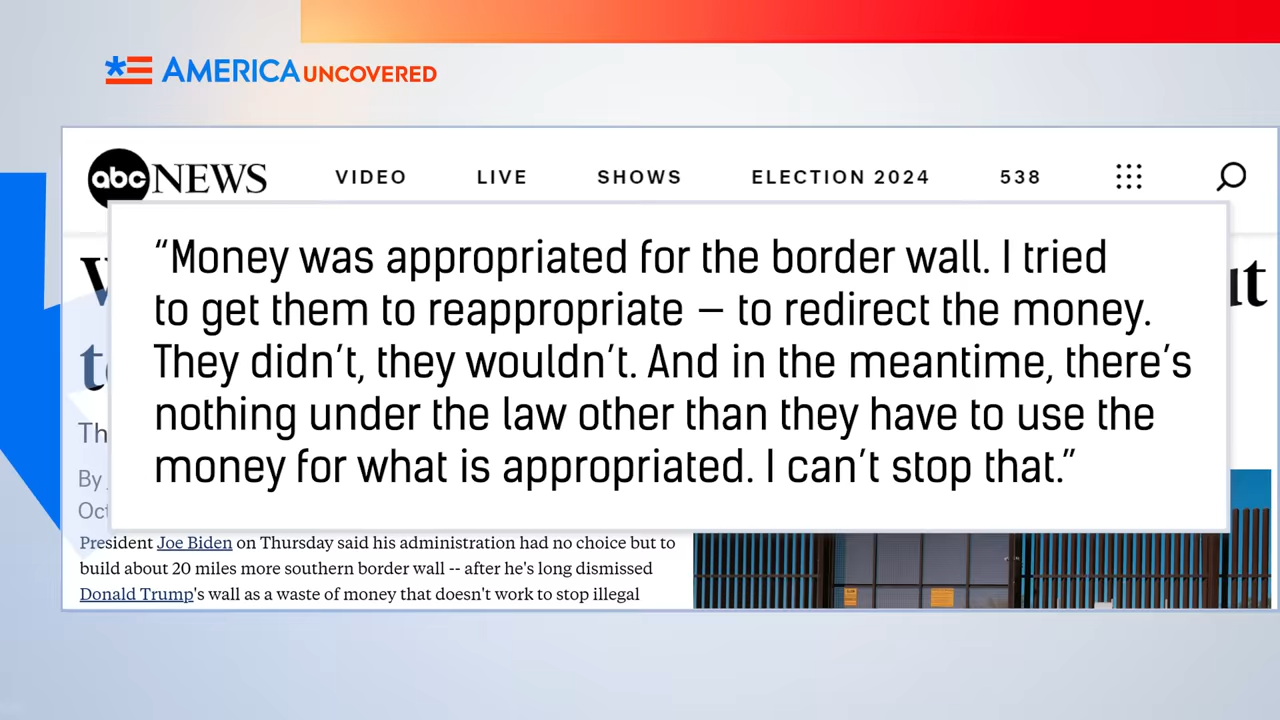 AMERICA UNCOVERED
abc NEWS VIDEO LIVE SHOWS ELECTION 2024 538
“Money was appropriated for the border wall. I tried
to get them to reappropriate – to redirect the money.
They didn’t, they wouldn’t. And in the meantime, there’s
nothing under the law other than they have to use the
money for what is appropriated. I can’t stop that.”
By
President Joe Biden on Thursday said his administration had no choice but to
build about 20 miles more southern border wall -- after he's long dismissed
Donald Trump's wall as a waste of money that doesn't work to stop illegal